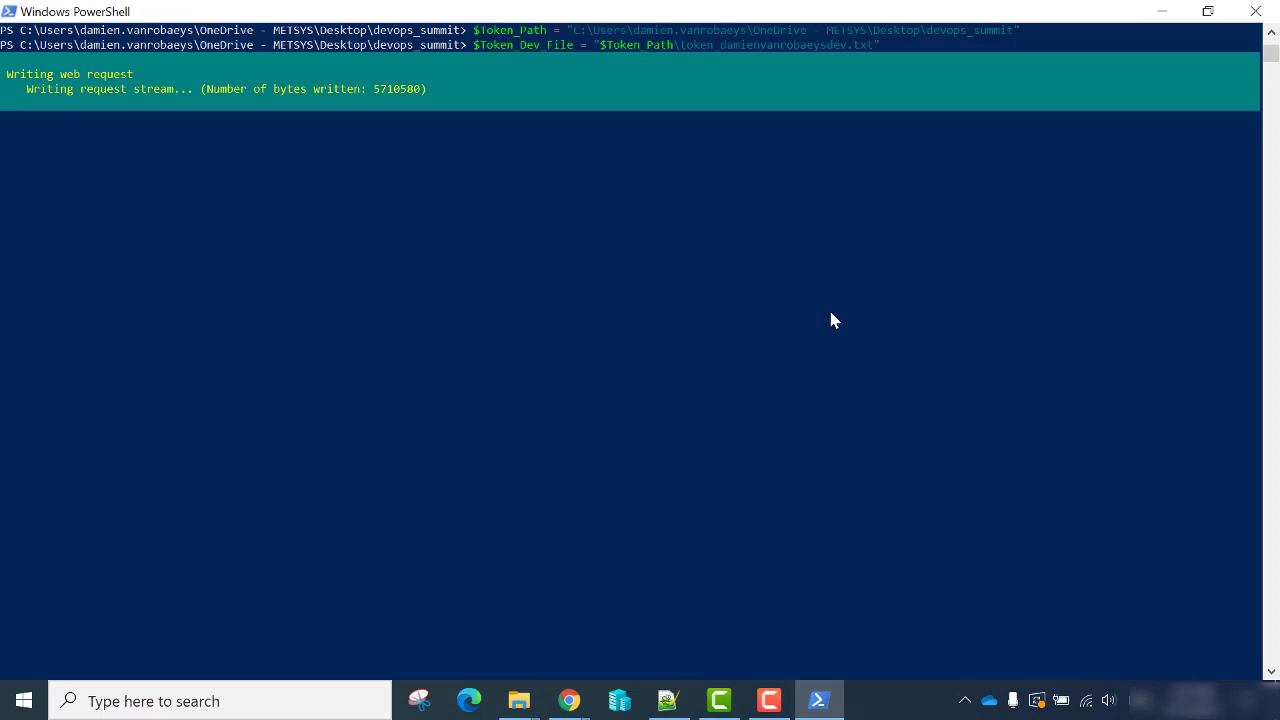 Windows PowerShell
PS C:\Users\damien.vanrobaeys\OneDrive - METSYS\Desktop\devops_summit> $Token_Path = "C:\Users\damien.vanrobaeys\OneDrive - METSYS\Desktop\devops_summit"
PS C:\Users\damien.vanrobaeys\OneDrive - METSYS\Desktop\devops_summit> $Token_Dev_File = "$Token_Path\token_damienvanrobaeysdev.txt"
Writing web request
Writing request stream... (Number of bytes written: 5710580)
Type here to search